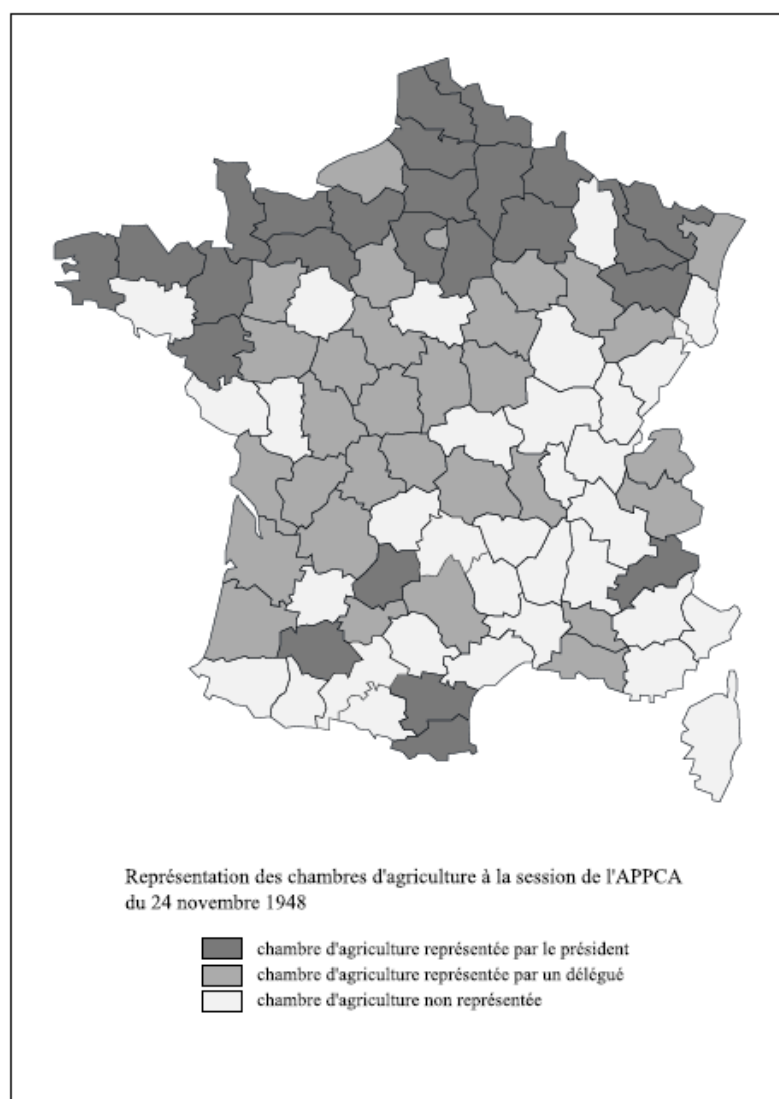 Représentation des chambres d'agriculture à la session de l'APPCA
du 24 novembre 1948
chambre d'agriculture représentée par le président
chambre d'agriculture représentée par un délégué
chambre d'agriculture non représentée